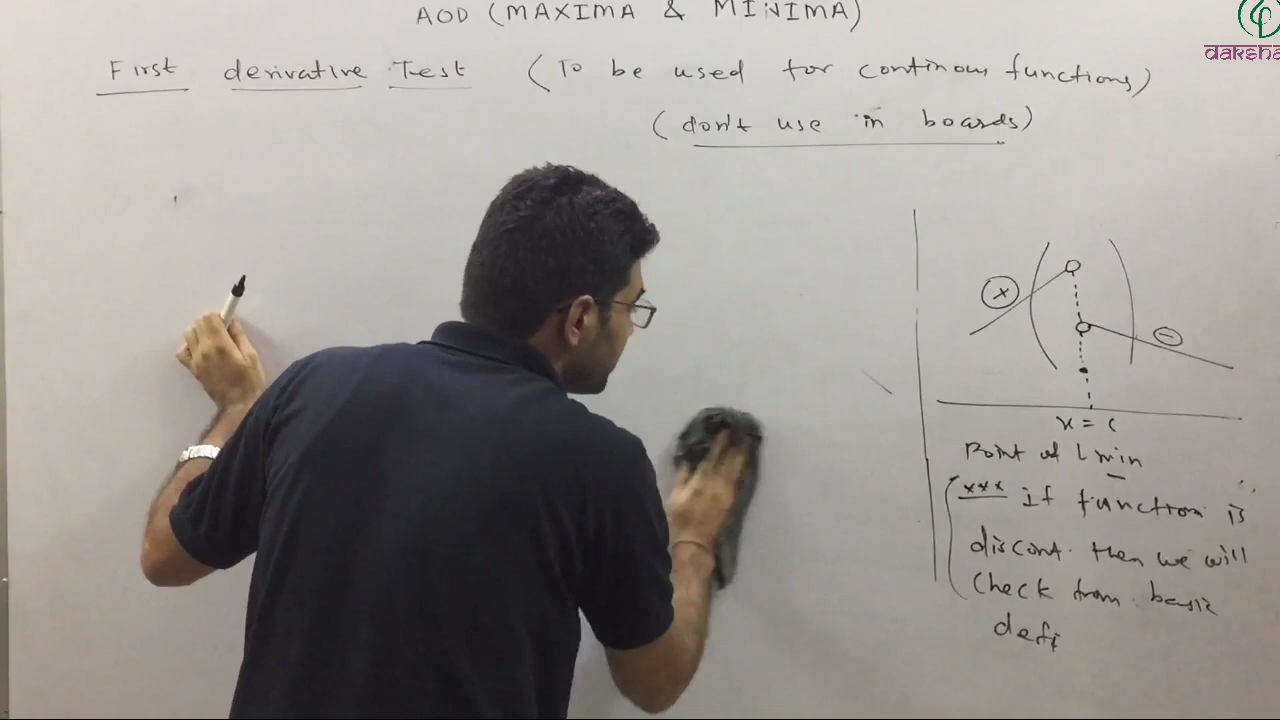 AOD (MAXIMA & MINIMA)
daksha
First derivative Test (To be used for continous functions)
(don't use in boards)
+
-
x = c
Point of L min
*** if function is
discont. then we will
check from basic
defi